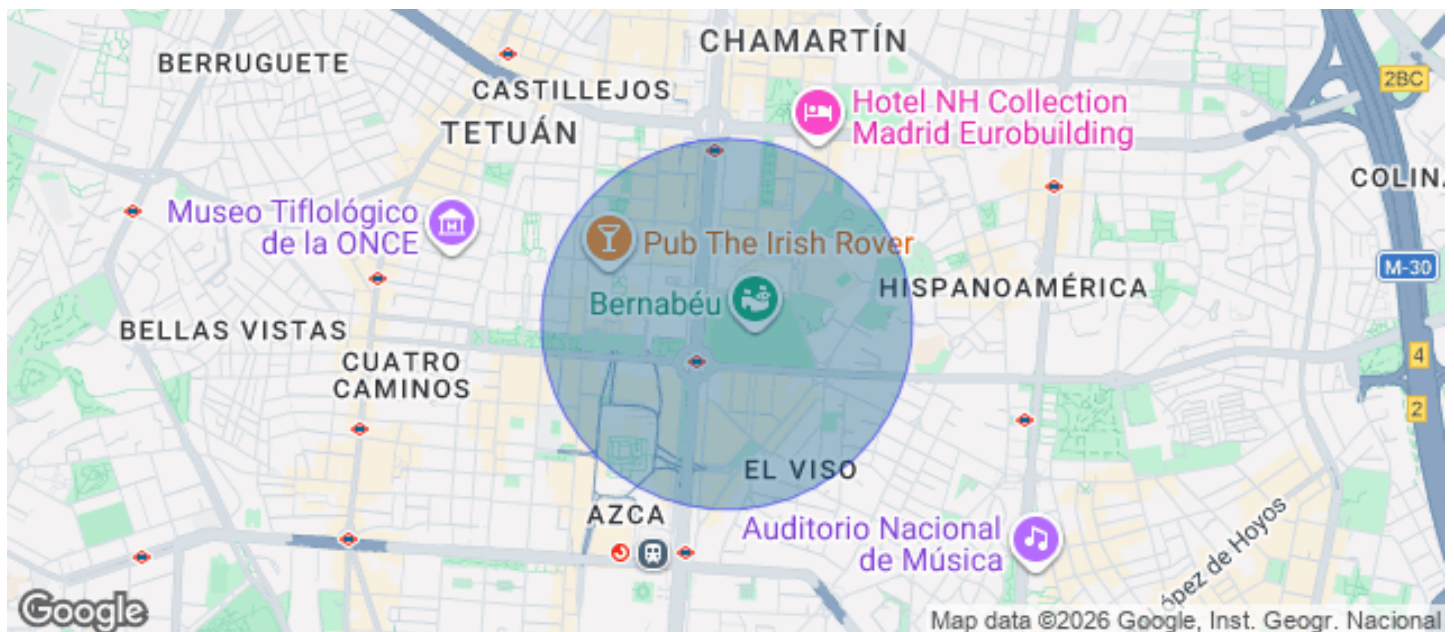 CHAMARTÍN
BERRUGUETE
CASTILLEJOS
2BC
Hotel NH Collection
Madrid Eurobuilding
TETUÁN
COLINA
Museo Tiflológico
de la ONCE
Pub The Irish Rover
M-30
Bernabéu
HISPANOAMÉRICA
BELLAS VISTAS
CUATRO
CAMINOS
4
2
EL VISO
AZCA
Auditorio Nacional
de Música
López de Hoyos
Google
Map data ©2026 Google, Inst. Geogr. Nacional